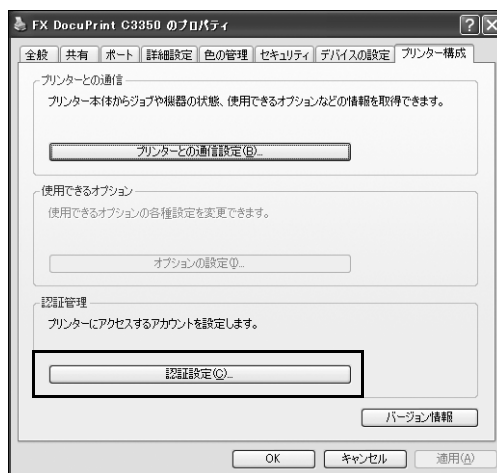 FX DocuPrint C3350 のプロパティ
全般 共有 ポート 詳細設定 色の管理 セキュリティ デバイスの設定 プリンター構成
プリンターとの通信
プリンター本体からジョブや機器の状態、使用できるオプションなどの情報を取得できます。
プリンターとの通信設定(B)...
使用できるオプション
使用できるオプションの各種設定を変更できます。
オプションの設定(I)...
認証管理
プリンターにアクセスするアカウントを設定します。
認証設定(C)...
バージョン情報
OK キャンセル 適用(A)